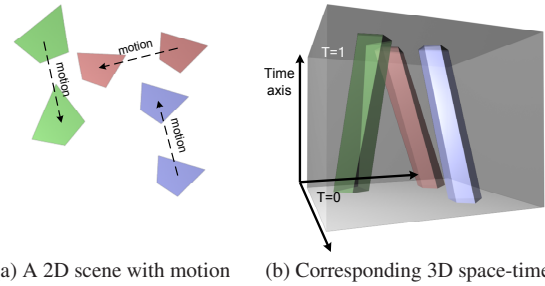 motion
motion
motion
a) A 2D scene with motion
T=1
Time
axis
T=0
(b) Corresponding 3D space-time